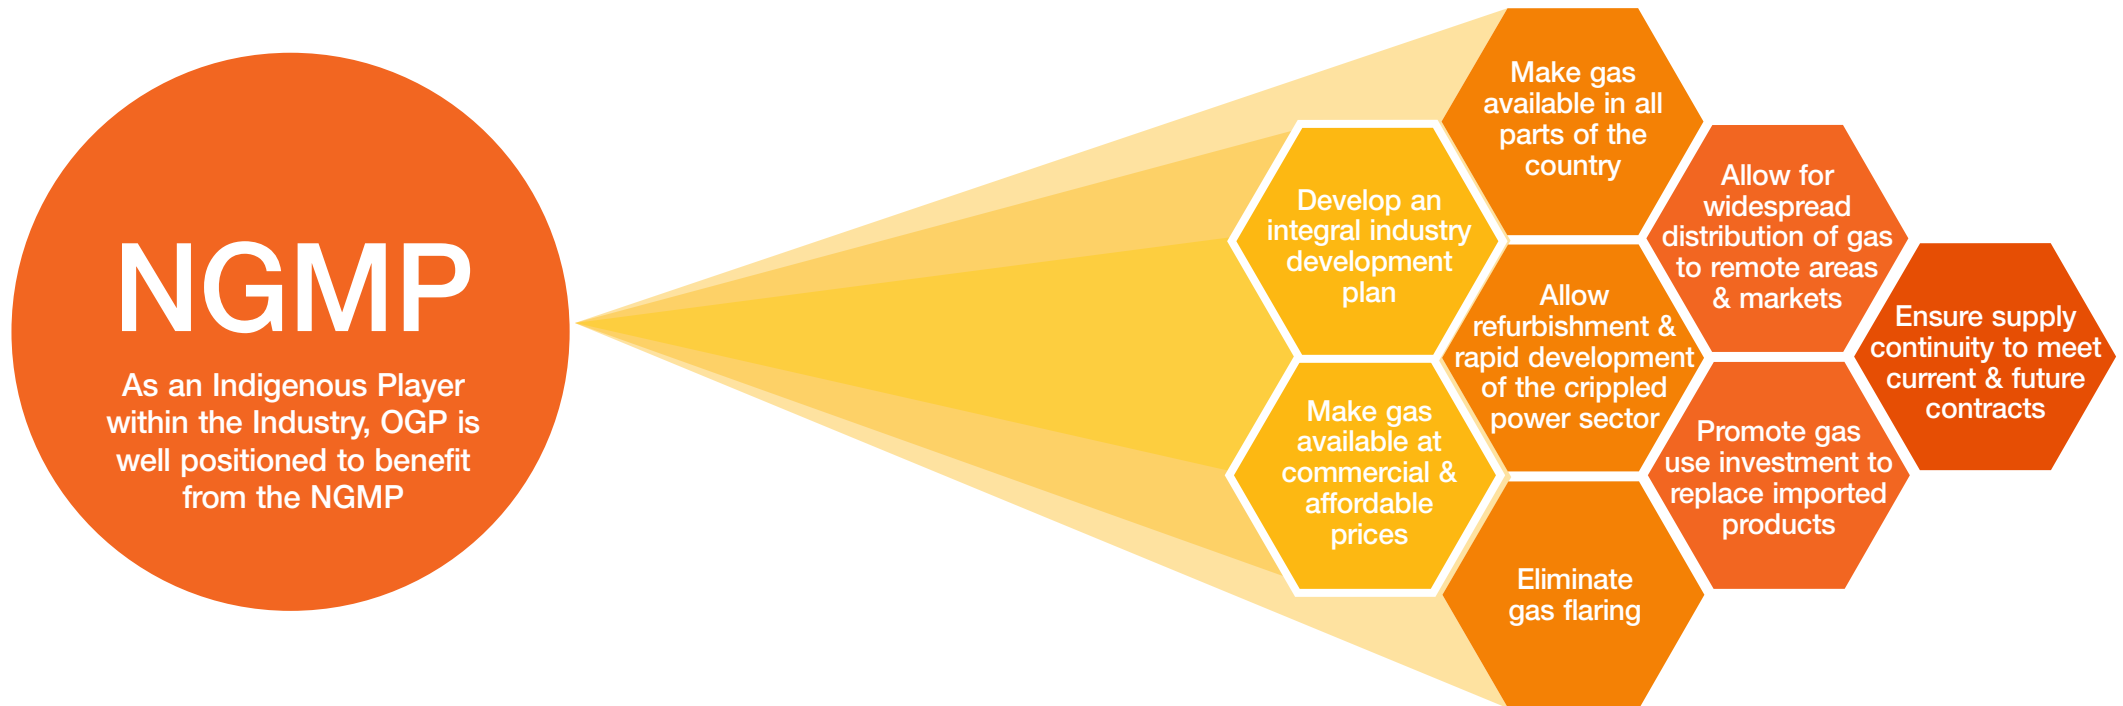 NGMP
As an Indigenous Player
within the Industry, OGP is
well positioned to benefit
from the NGMP
Develop an
integral industry
development
plan
Make gas
available at
commercial &
affordable
prices
Make gas
available in all
parts of the
country
Allow
refurbishment &
rapid development
of the crippled
power sector
Eliminate
gas flaring
Allow for
widespread
distribution of gas
to remote areas
& markets
Promote gas
use investment to
replace imported
products
Ensure supply
continuity to meet
current & future
contracts